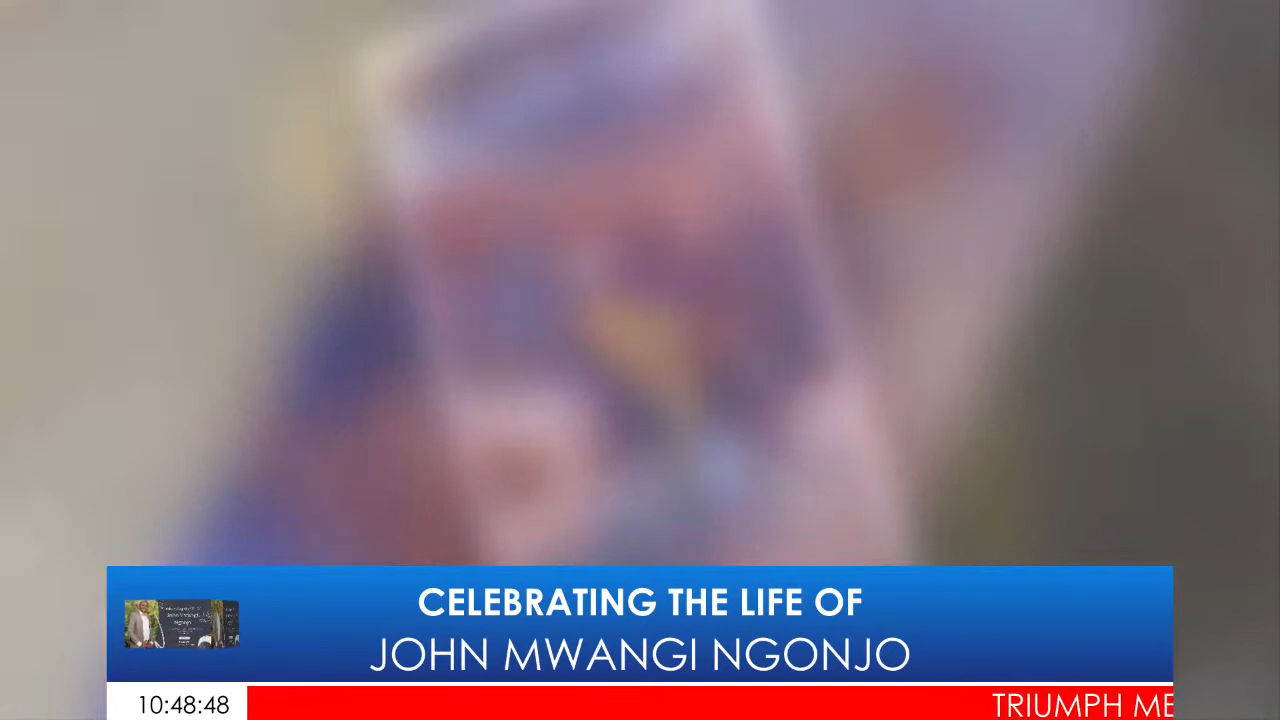 CELEBRATING THE LIFE OF
JOHN MWANGI NGONJO
10:48:48
TRIUMPH ME